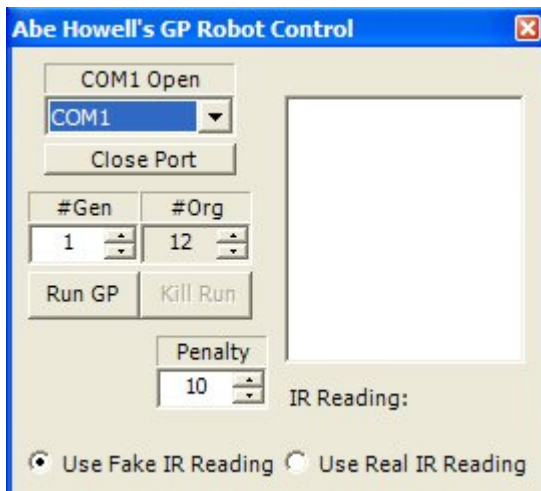 Abe Howell's GP Robot Control
COM1 Open
COM1
Close Port
#Gen #Org
1 12
Run GP Kill Run
Penalty
10
IR Reading:
Use Fake IR Reading Use Real IR Reading